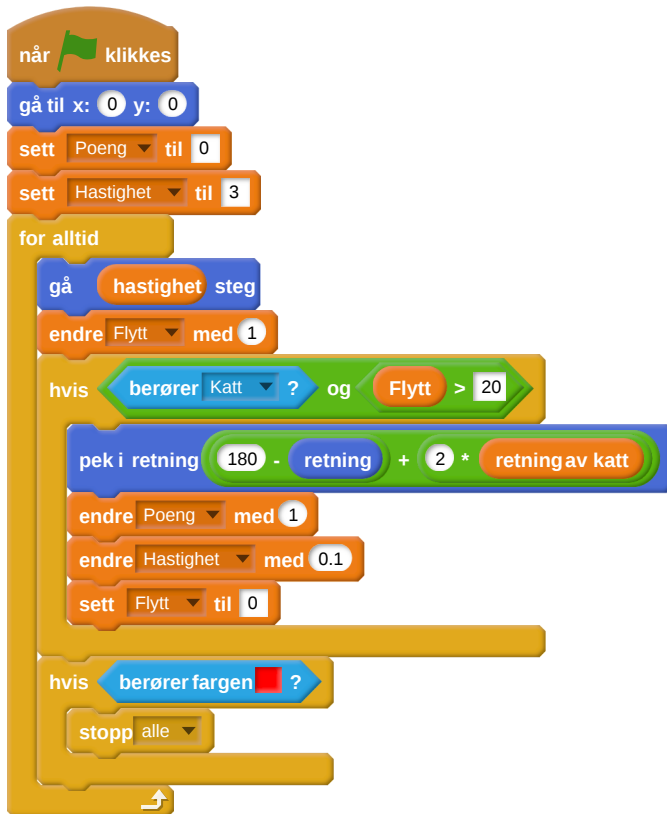 når klikkes
gå til x: 0 y: 0
sett Poeng til 0
sett Hastighet til 3
for alltid
gå hastighet steg
endre Flytt med 1
hvis berører Katt ? og Flytt > 20
pek i retning 180 - retning + 2 * retning av katt
endre Poeng med 1
endre Hastighet med 0.1
sett Flytt til 0
hvis berører fargen ?
stopp alle